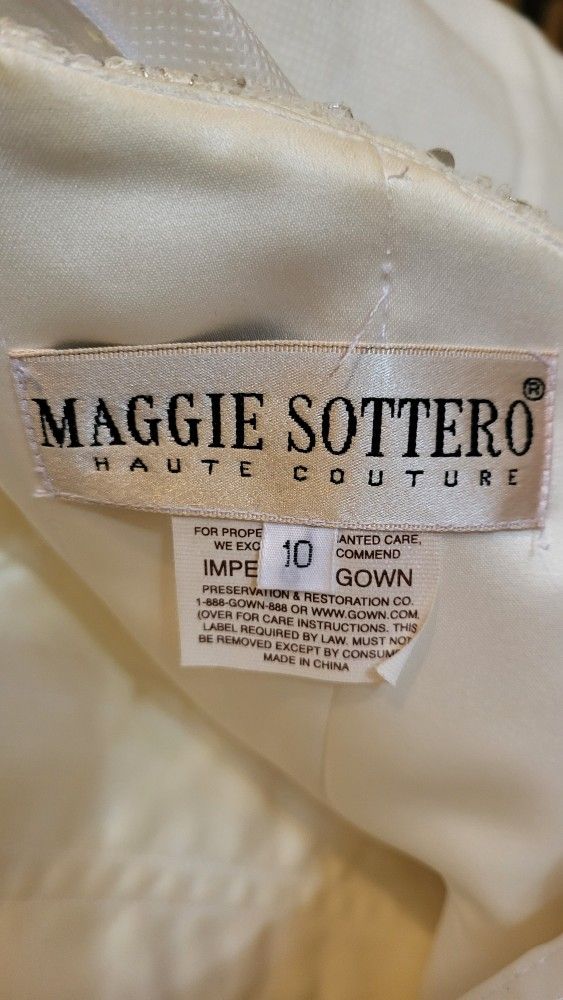 MAGGIE SOTTERO®
HAUTE COUTURE
FOR PROPE ANTED CARE,
WE EXC COMMEND
10
IMPE GOWN
PRESERVATION & RESTORATION CO.
1-888-GOWN-888 OR WWW.GOWN.COM.
(OVER FOR CARE INSTRUCTIONS. THIS
LABEL REQUIRED BY LAW. MUST NOT
BE REMOVED EXCEPT BY CONSUM
MADE IN CHINA